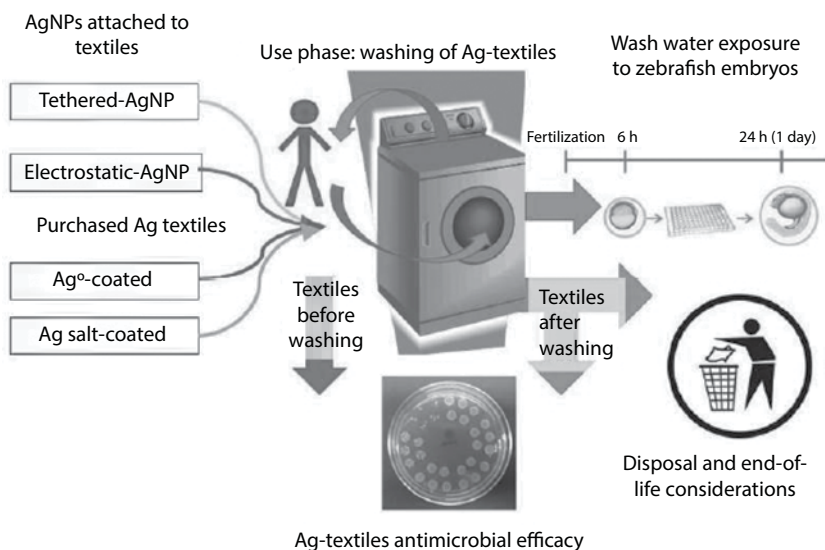 AgNPs attached to
textiles
Tethered-AgNP
Electrostatic-AgNP
Purchased Ag textiles
Agº-coated
Ag salt-coated
Use phase: washing of Ag-textiles
Textiles
before
washing
Textiles
after
washing
Ag-textiles antimicrobial efficacy
Wash water exposure
to zebrafish embryos
Fertilization
6 h
24 h (1 day)
Disposal and end-of-
life considerations